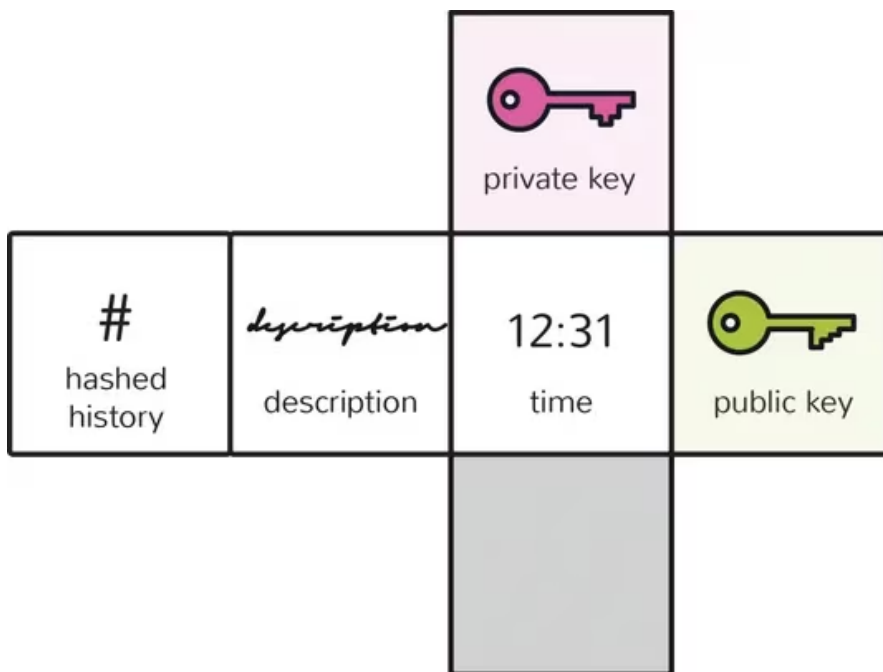 private key
#
hashed
history
description
description
12:31
time
public key